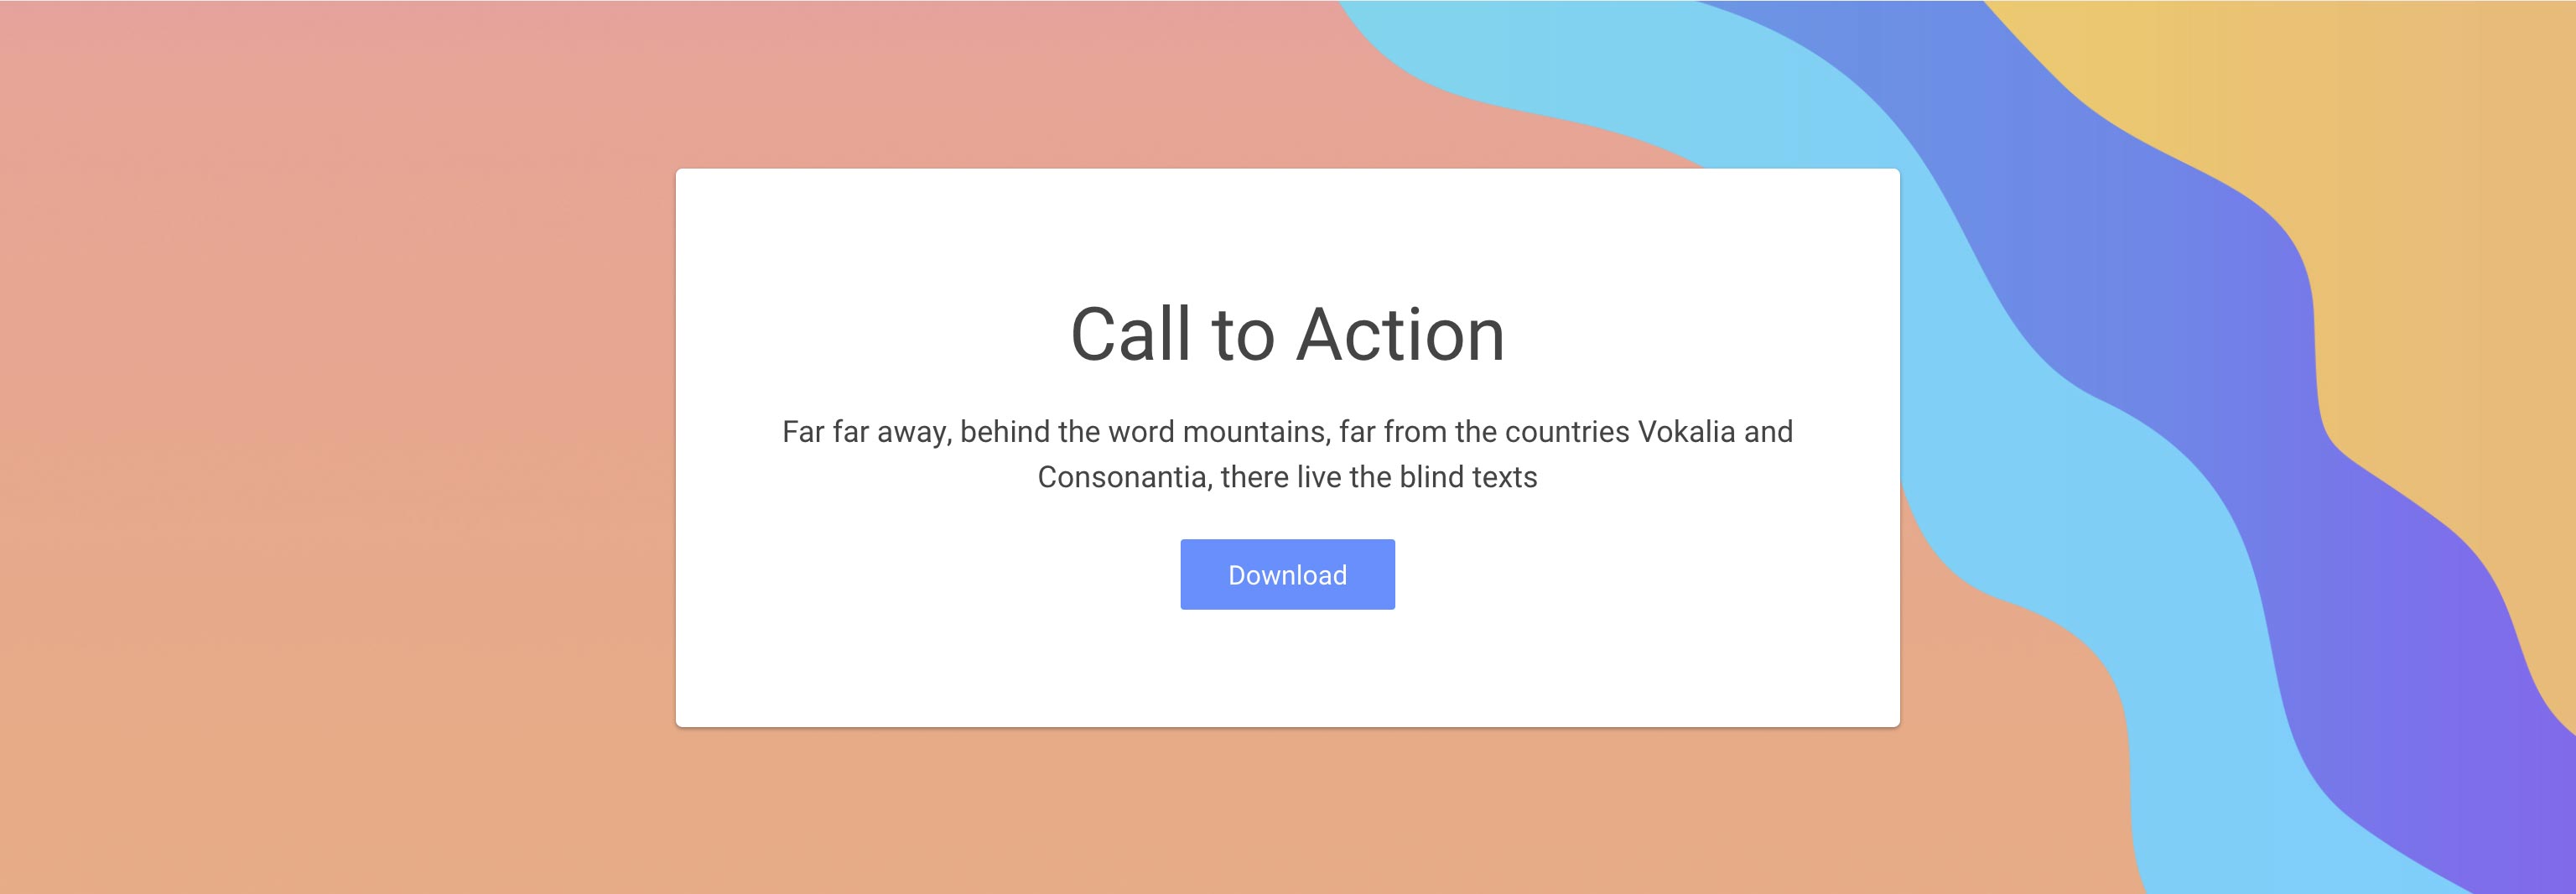 Call to Action
Far far away, behind the word mountains, far from the countries Vokalia and
Consonantia, there live the blind texts
Download